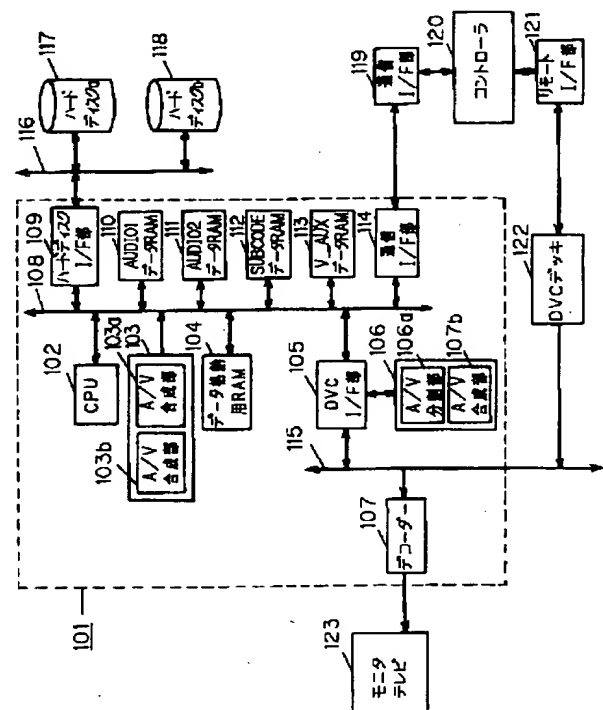 117
ハード
ディスクα
118
ハード
ディスク
116
119
通信
I/F部
120
コントローラ
121
リモート
I/F部
108
109
ハードディスク
I/F部
110
AUDIO1
データRAM
111
AUDIO2
データRAM
112
SUBCODE
データRAM
113
V_AUX
データRAM
114
通信
I/F部
122
DVCデッキ
102
CPU
103a
103
A/V
合成部
A/V
合成部
103b
104
データ格納
用RAM
105
DVC
I/F部
106
106a
A/V
分割部
A/V
合成部
107b
115
107
デコーダー
101
123
モニタ
テレビ